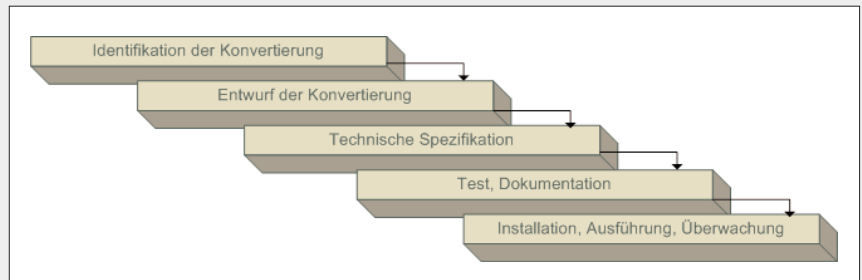 Identifikation der Konvertierung
Entwurf der Konvertierung
Technische Spezifikation
Test, Dokumentation
Installation, Ausführung, Überwachung